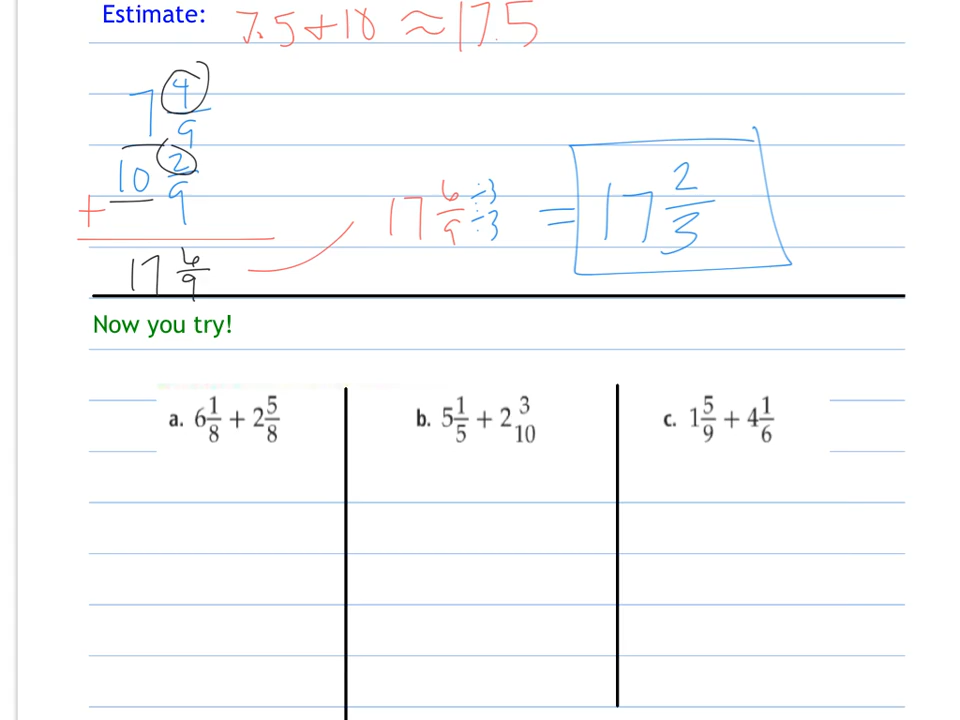 Estimate: 7.5+10 ≈ 17.5
7 4/9
+ 10 2/9
17 6/9
17 6/9 ÷3/÷3 = 17 2/3
Now you try!
a. 6 1/8 + 2 5/8
b. 5 1/5 + 2 3/10
c. 1 5/9 + 4 1/6